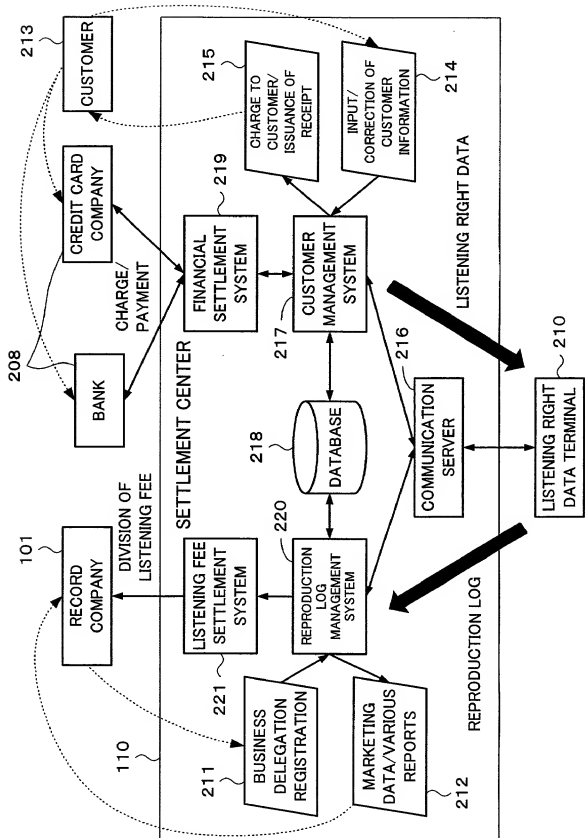 101
RECORD
COMPANY
DIVISION OF
LISTENING FEE
208
BANK
CREDIT CARD
COMPANY
CHARGE/
PAYMENT
213
CUSTOMER
110
SETTLEMENT CENTER
221
LISTENING FEE
SETTLEMENT
SYSTEM
219
FINANCIAL
SETTLEMENT
SYSTEM
215
CHARGE TO
CUSTOMER/
ISSUANCE OF
RECEIPT
211
BUSINESS
DELEGATION
REGISTRATION
220
REPRODUCTION
LOG
MANAGEMENT
SYSTEM
218
DATABASE
217
CUSTOMER
MANAGEMENT
SYSTEM
INPUT/
CORRECTION OF
CUSTOMER
INFORMATION
214
MARKETING
DATA/VARIOUS
REPORTS
212
216
COMMUNICATION
SERVER
REPRODUCTION LOG
LISTENING RIGHT DATA
210
LISTENING RIGHT
DATA TERMINAL